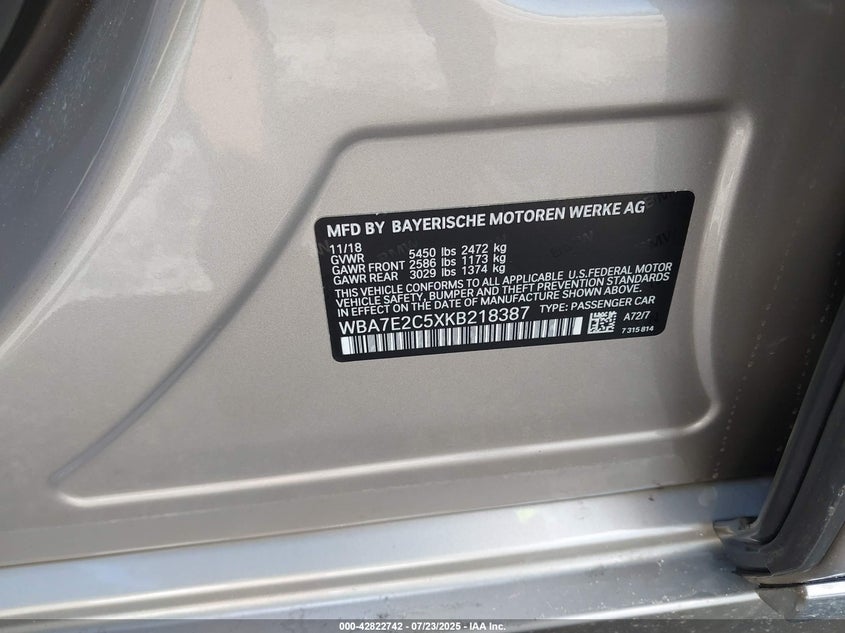 MFD BY BAYERISCHE MOTOREN WERKE AG
11/18
GVWR 5450 lbs 2472 kg
GAWR FRONT 2586 lbs 1173 kg
GAWR REAR 3029 lbs 1374 kg
THIS VEHICLE CONFORMS TO ALL APPLICABLE U.S.FEDERAL MOTOR
VEHICLE SAFETY, BUMPER AND THEFT PREVENTION STANDARDS
IN EFFECT ON THE DATE OF MANUFACTURE SHOWN ABOVE.
WBA7E2C5XKB218387 TYPE: PASSENGER CAR
A72/7
7 315 814
000-42822742 / 07/23/2025 - IAA Inc.